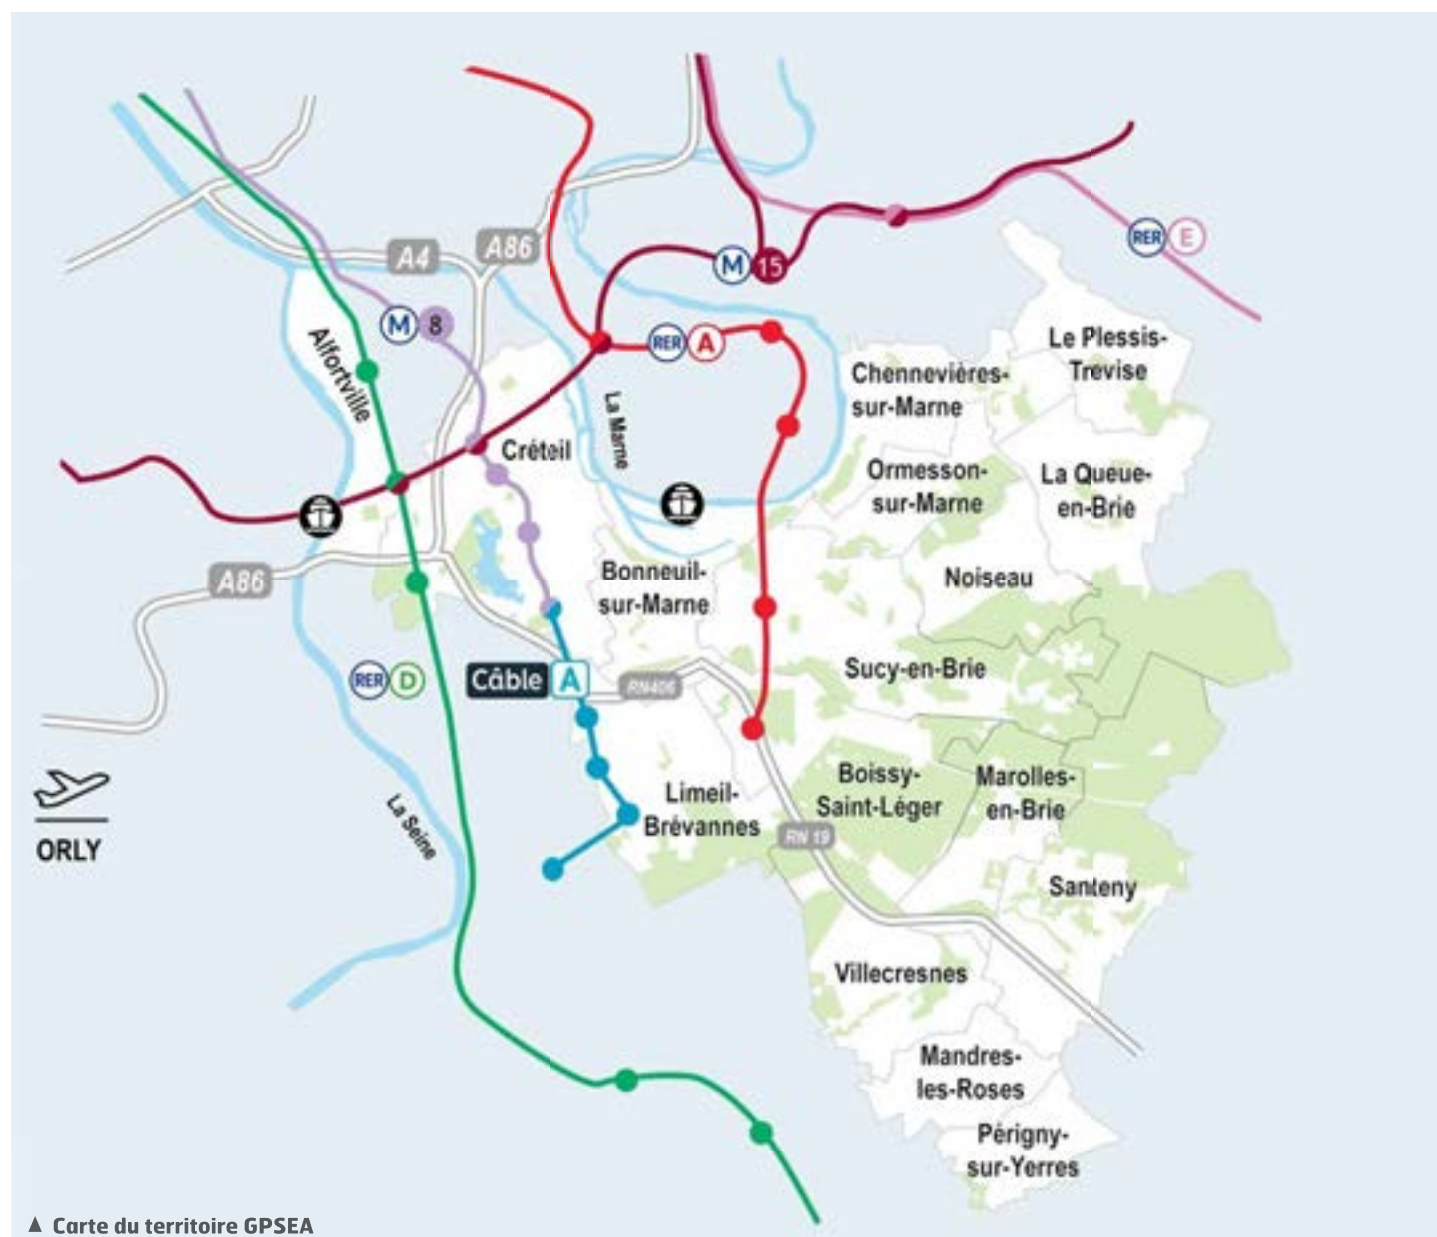 A4
A86
M 15
RER E
M 8
RER A
Alfortville
Le Plessis-
Trevise
Chennevières-
sur-Marne
La Marne
Créteil
Ormesson-
sur-Marne
La Queue-
en-Brie
A86
Bonneuil-
sur-Marne
Noiseau
RER D
Câble A
RN406
Sucy-en-Brie
ORLY
La Seine
Limeil-
Brévannes
Boissy-
Saint-Léger
Marolles-
en-Brie
RN 19
Santeny
Villecresnes
Mandres-
les-Roses
Périgny-
sur-Yerres
▲ Carte du territoire GPSEA